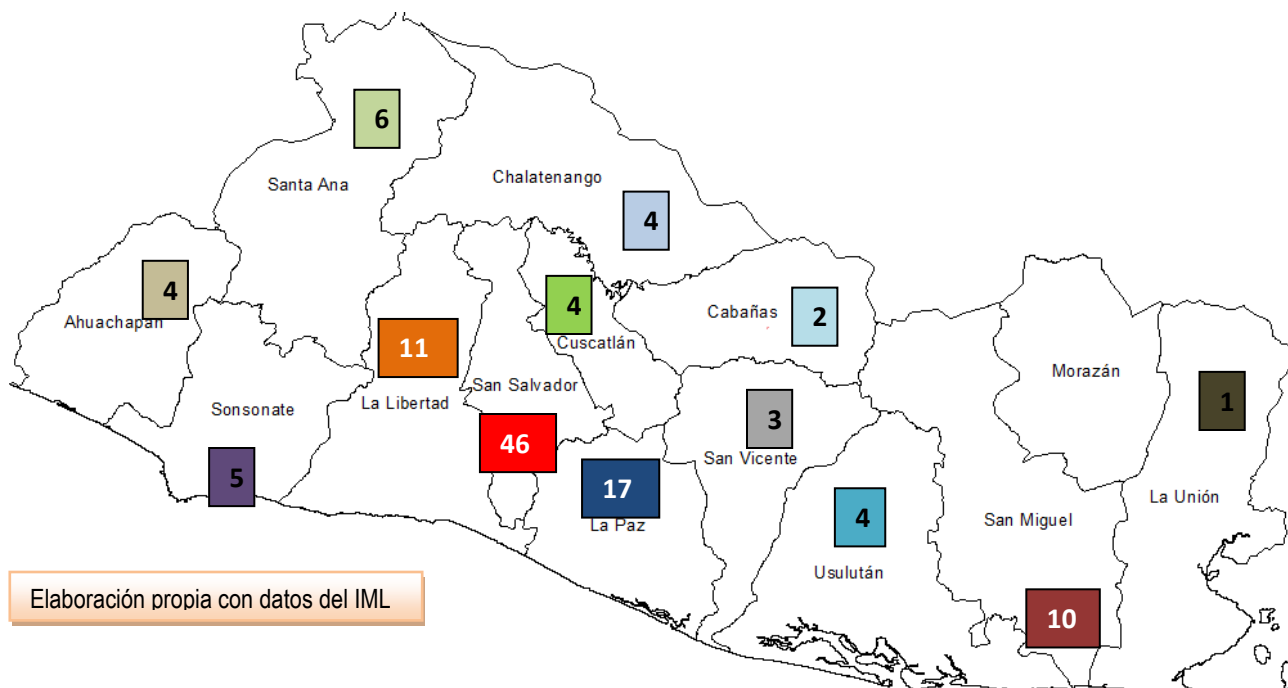 6
Santa Ana
Chalatenango
4
4
Ahuachapán
4
Cuscatlán
Cabañas
2
11
La Libertad
San Salvador
46
Sonsonate
5
3
San Vicente
17
La Paz
4
Usulután
Morazán
San Miguel
10
1
La Unión
Elaboración propia con datos del IML